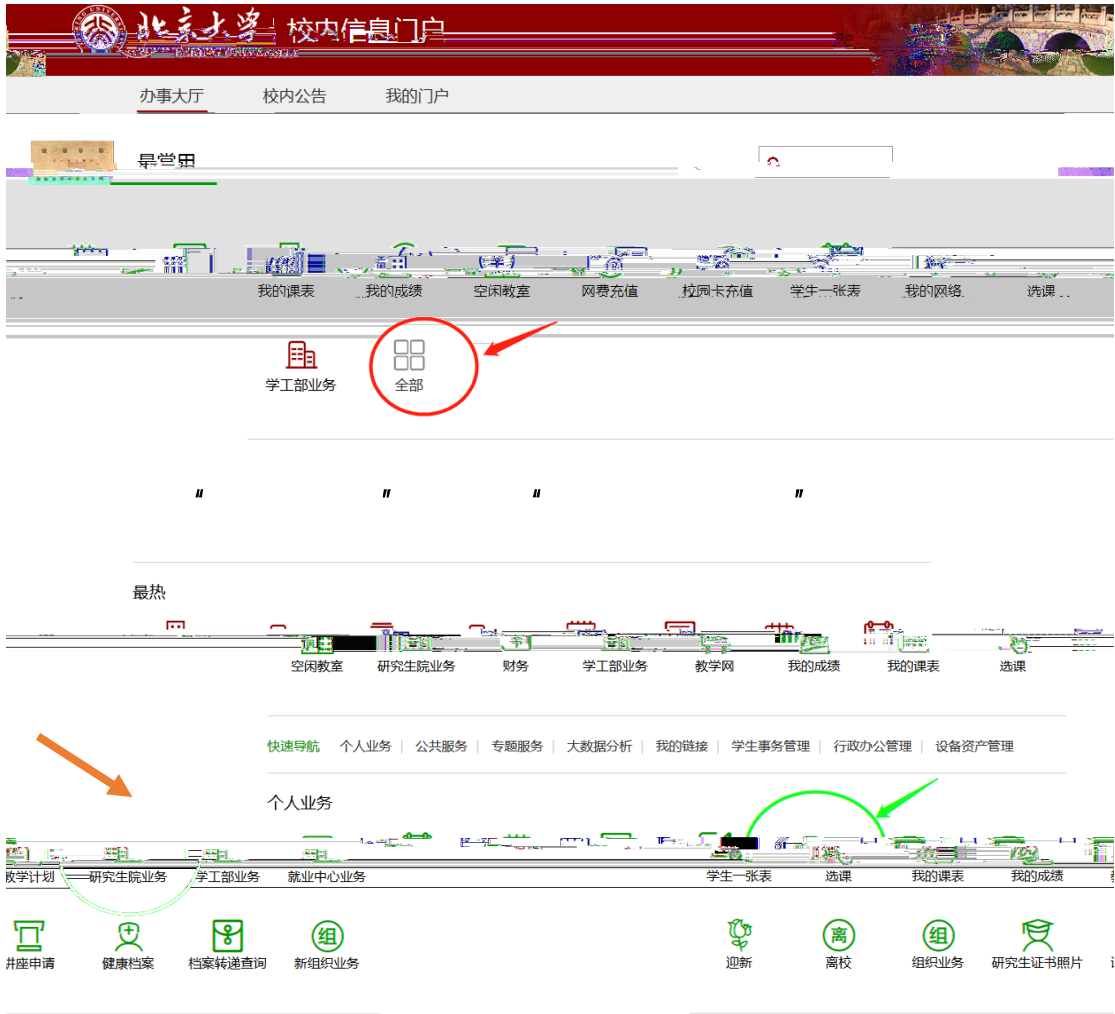 北京大学 校内信息门户
办事大厅 校内公告 我的门户
最常用
我的课表 我的成绩 空闲教室 网费充值 校园卡充值 学生一张表 我的网络 选课
学工部业务 全部
“ ” “ ”
最热
空闲教室 研究生院业务 财务 学工部业务 教学网 我的成绩 我的课表 选课
快速导航 个人业务 | 公共服务 | 专题服务 | 大数据分析 | 我的链接 | 学生事务管理 | 行政办公管理 | 设备资产管理
个人业务
教学计划 研究生院业务 学工部业务 就业中心业务 学生一张表 选课 我的课表 我的成绩
组 离 组
讲座申请 健康档案 档案转递查询 新组织业务 迎新 离校 组织业务 研究生证书照片